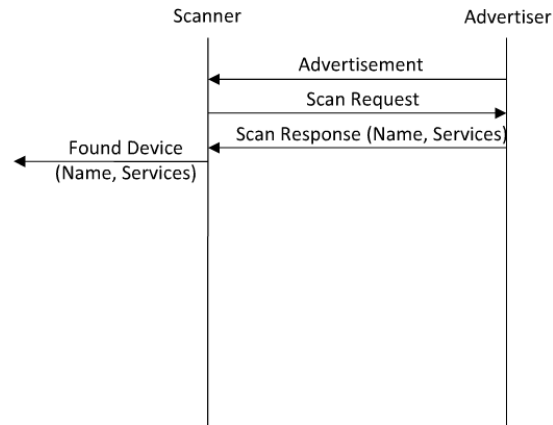 Scanner
Advertiser
Advertisement
Scan Request
Scan Response (Name, Services)
Found Device
(Name, Services)